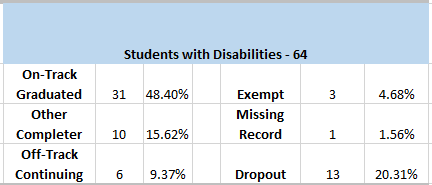 Students with Disabilities - 64
On-Track
Graduated 31 48.40% Exempt 3 4.68%
Other Missing
Completer 10 15.62% Record 1 1.56%
Off-Track
Continuing 6 9.37% Dropout 13 20.31%